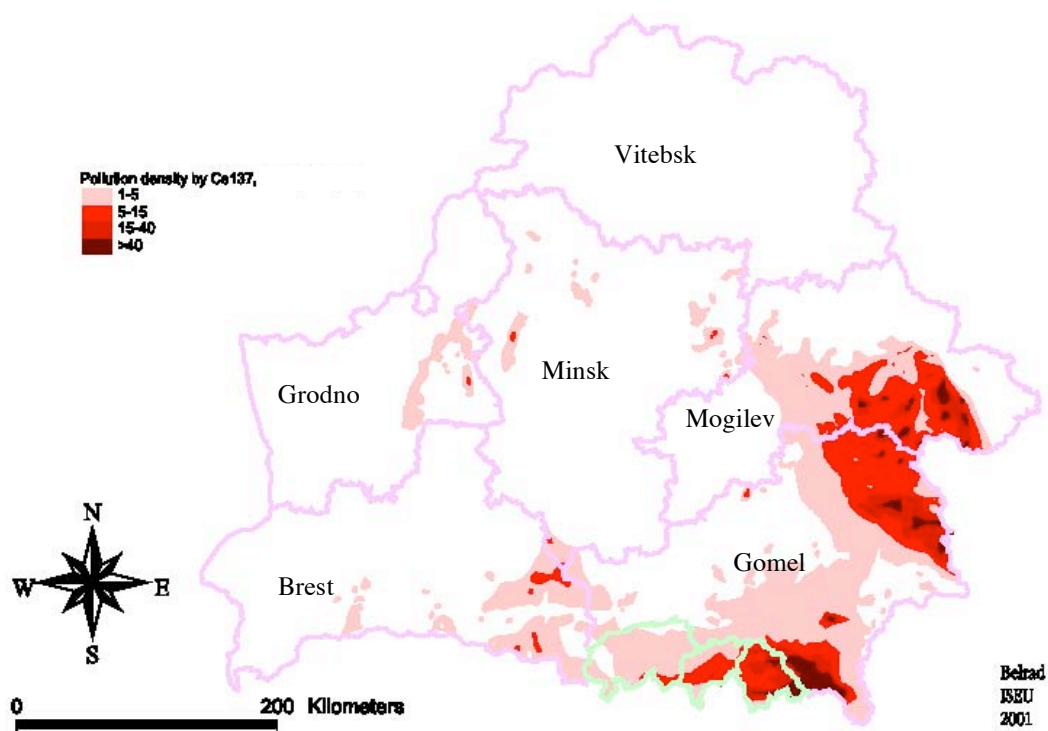 Vitebsk
Pollution density by Cs137,
1-5
5-15
15-40
>40
Minsk
Grodno
Mogilev
Gomel
Brest
N
W E
S
0 200 Kilometers
Belrad
ISEU
2001